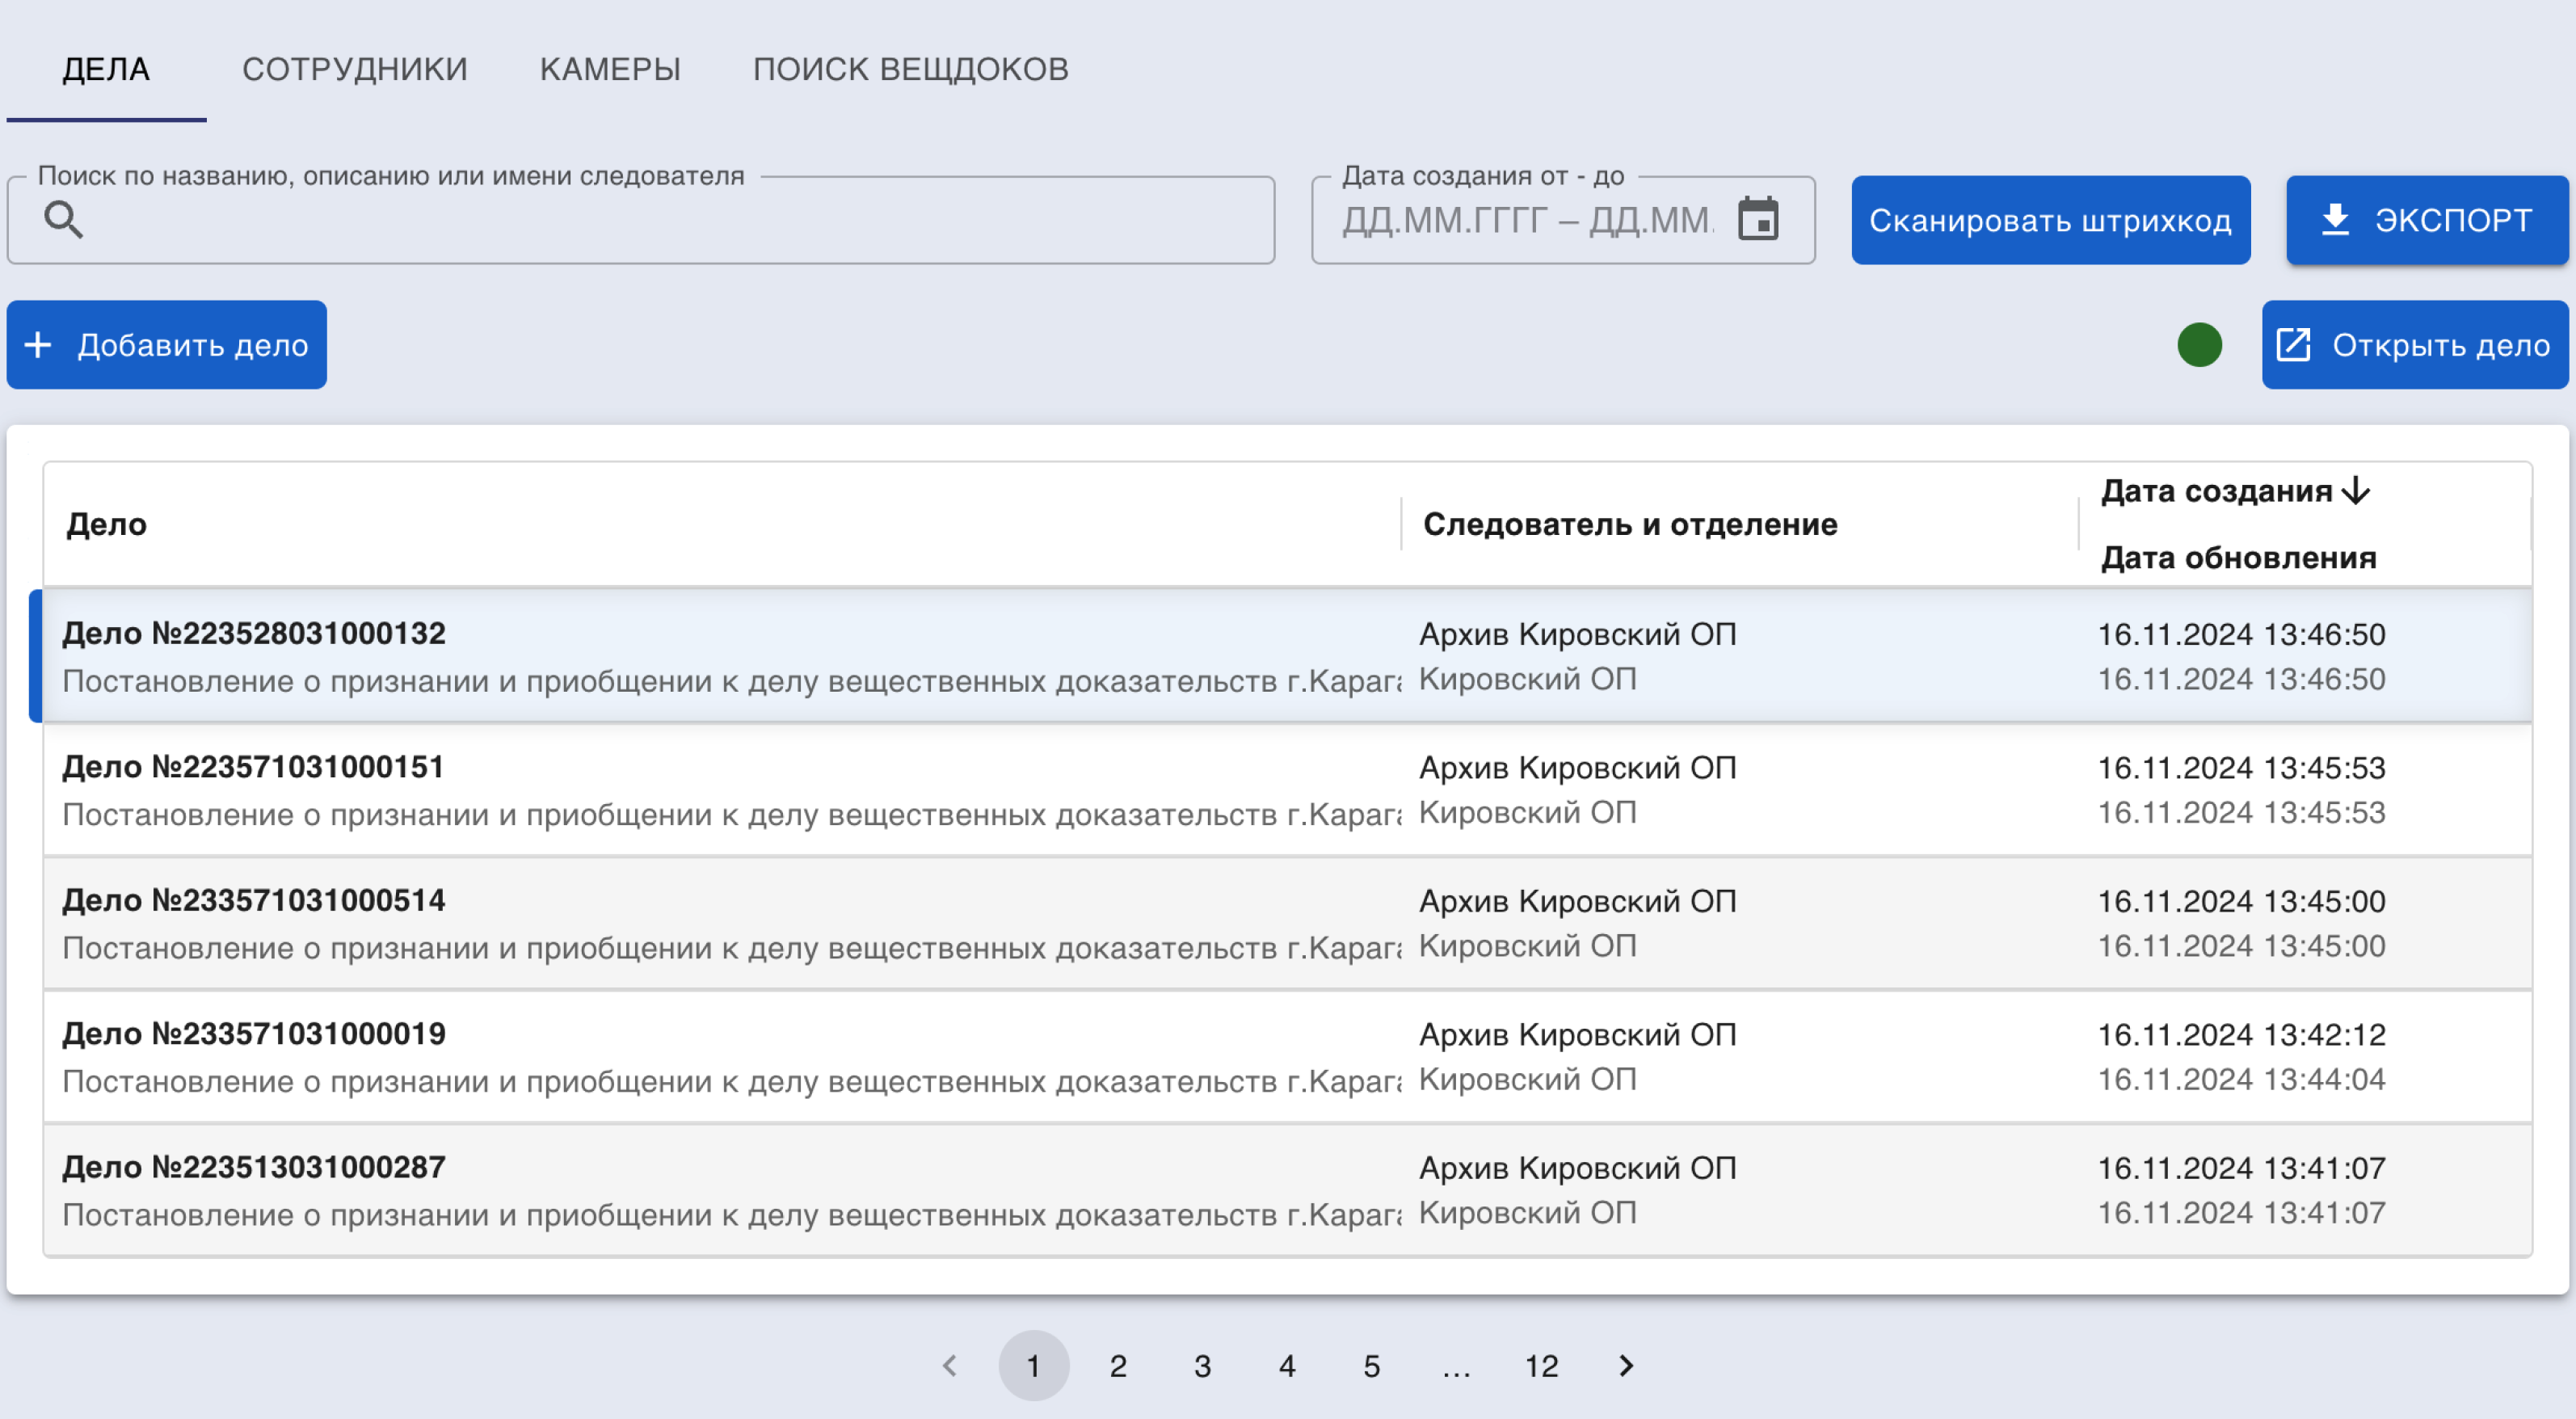 ДЕЛА СОТРУДНИКИ КАМЕРЫ ПОИСК ВЕЩДОКОВ
Поиск по названию, описанию или имени следователя
Дата создания от - до
ДД.ММ.ГГГГ – ДД.ММ.
Сканировать штрихкод
ЭКСПОРТ
Добавить дело
Открыть дело
Дело
Следователь и отделение
Дата создания
Дата обновления
Дело №223528031000132 Архив Кировский ОП 16.11.2024 13:46:50
Постановление о признании и приобщении к делу вещественных доказательств г.Карага Кировский ОП 16.11.2024 13:46:50
Дело №223571031000151 Архив Кировский ОП 16.11.2024 13:45:53
Постановление о признании и приобщении к делу вещественных доказательств г.Карага Кировский ОП 16.11.2024 13:45:53
Дело №233571031000514 Архив Кировский ОП 16.11.2024 13:45:00
Постановление о признании и приобщении к делу вещественных доказательств г.Карага Кировский ОП 16.11.2024 13:45:00
Дело №233571031000019 Архив Кировский ОП 16.11.2024 13:42:12
Постановление о признании и приобщении к делу вещественных доказательств г.Карага Кировский ОП 16.11.2024 13:44:04
Дело №223513031000287 Архив Кировский ОП 16.11.2024 13:41:07
Постановление о признании и приобщении к делу вещественных доказательств г.Карага Кировский ОП 16.11.2024 13:41:07
1 2 3 4 5 … 12